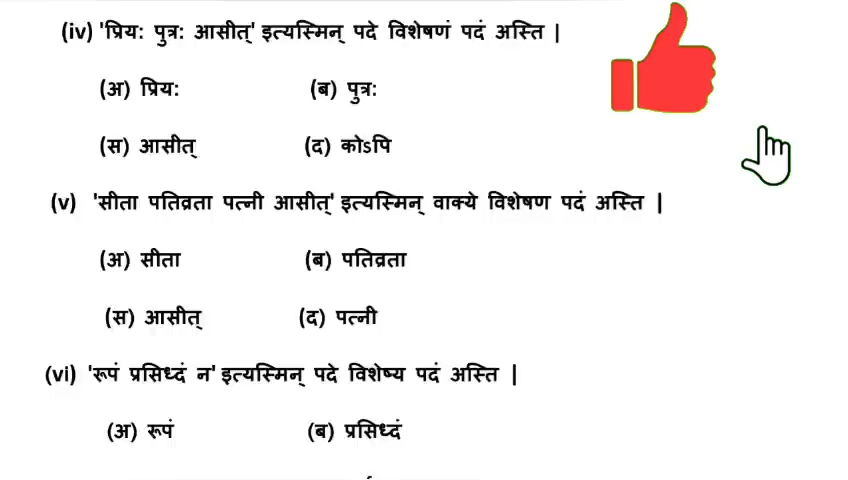 (iv) 'प्रियः पुत्रः आसीत्' इत्यस्मिन् पदे विशेषणं पदं अस्ति |
(अ) प्रियः (ब) पुत्रः
(स) आसीत् (द) कोऽपि
(v) 'सीता पतिव्रता पत्नी आसीत्' इत्यस्मिन् वाक्ये विशेषण पदं अस्ति |
(अ) सीता (ब) पतिव्रता
(स) आसीत् (द) पत्नी
(vi) 'रूपं प्रसिध्दं न' इत्यस्मिन् पदे विशेष्य पदं अस्ति |
(अ) रूपं (ब) प्रसिध्दं